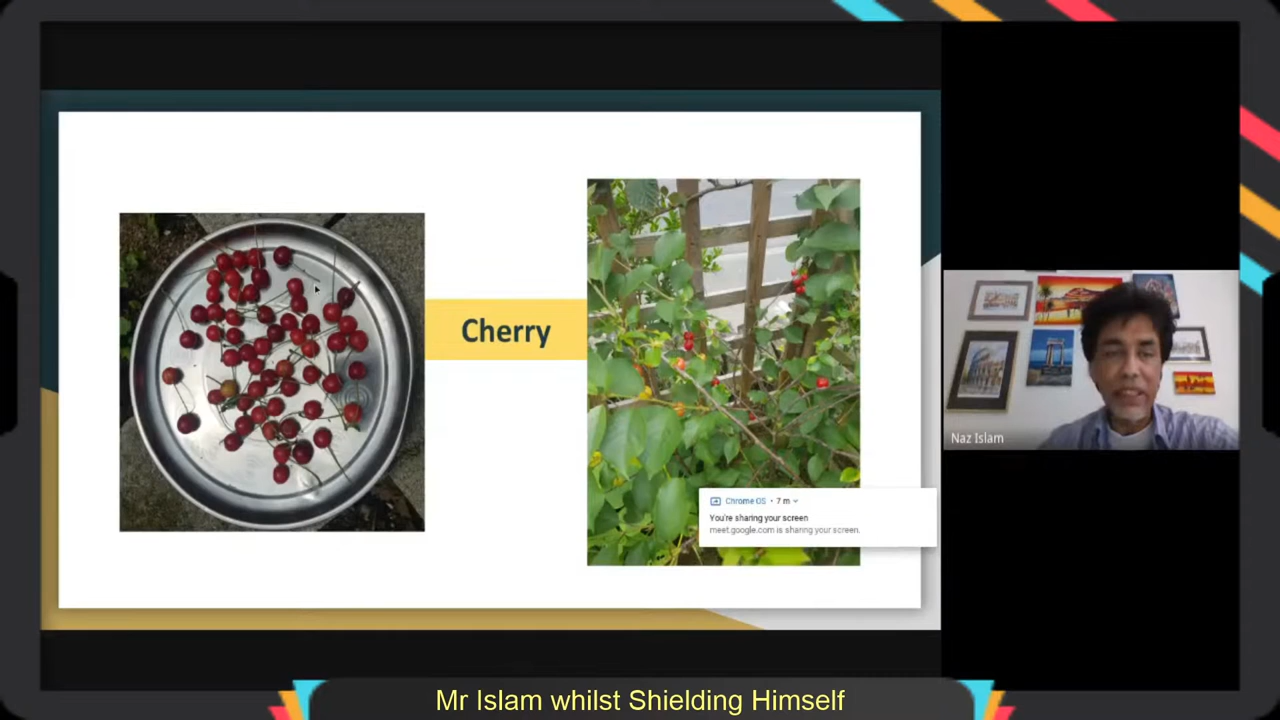 Cherry
Naz Islam
Chrome OS • 7 m
You're sharing your screen
meet.google.com is sharing your screen.
Mr Islam whilst Shielding Himself